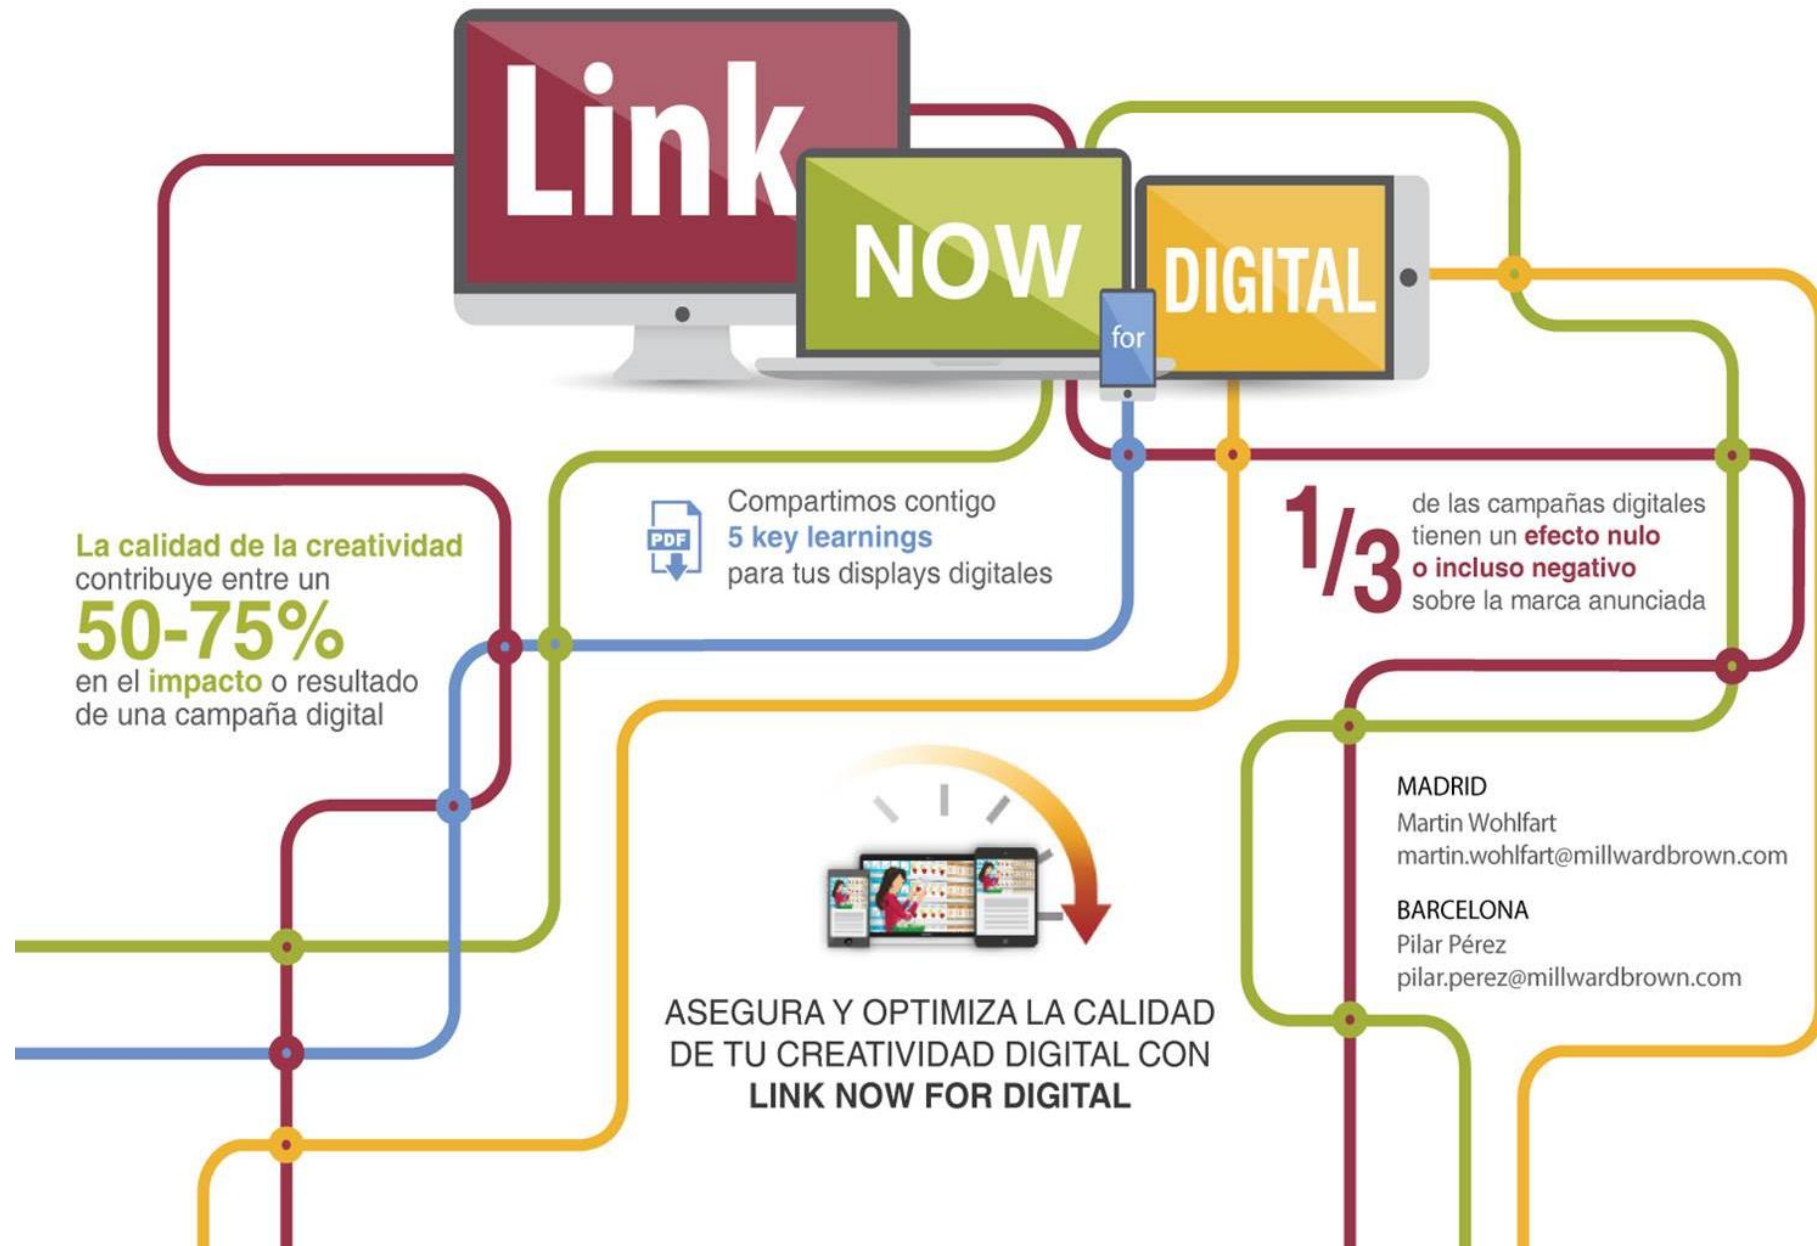 Link
NOW
for
DIGITAL
La calidad de la creatividad
contribuye entre un
50-75%
en el impacto o resultado
de una campaña digital
PDF
Compartimos contigo
5 key learnings
para tus displays digitales
1/3
de las campañas digitales
tienen un efecto nulo
o incluso negativo
sobre la marca anunciada
MADRID
Martin Wohlfart
martin.wohlfart@millwardbrown.com
BARCELONA
Pilar Pérez
pilar.perez@millwardbrown.com
ASEGURA Y OPTIMIZA LA CALIDAD
DE TU CREATIVIDAD DIGITAL CON
LINK NOW FOR DIGITAL